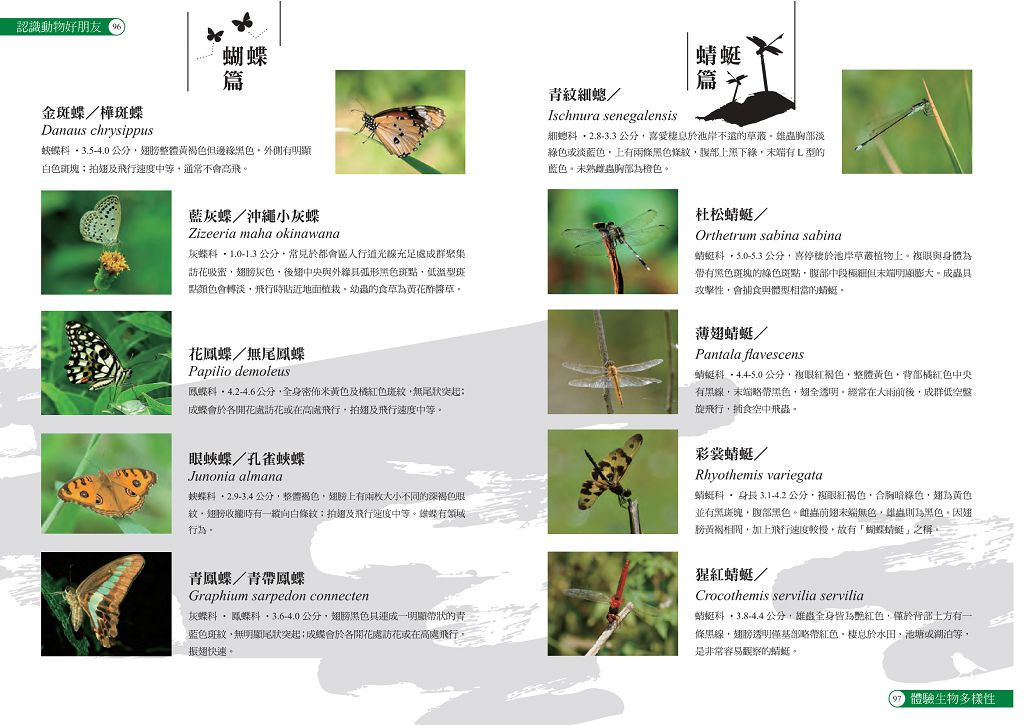 認識動物好朋友 96
蝴蝶
篇
金斑蝶／樺斑蝶
Danaus chrysippus
蛺蝶科 ‧3.5-4.0 公分，翅膀整體黃褐色但邊緣黑色，外側有明顯
白色斑塊；拍翅及飛行速度中等，通常不會高飛。
藍灰蝶／沖繩小灰蝶
Zizeeria maha okinawana
灰蝶科 ‧1.0-1.3 公分，常見於都會區人行道光線充足處成群聚集
訪花吸蜜，翅膀灰色，後翅中央與外緣具弧形黑色斑點，低溫型斑
點顏色會轉淡，飛行時貼近地面植栽。幼蟲的食草為黃花酢醬草。
花鳳蝶／無尾鳳蝶
Papilio demoleus
鳳蝶科 ‧4.2-4.6 公分，全身密佈米黃色及橘紅色斑紋，無尾狀突起；
成蝶會於各開花處訪花或在高處飛行，拍翅及飛行速度中等。
眼蛺蝶／孔雀蛺蝶
Junonia almana
蛺蝶科 ‧2.9-3.4 公分，整體褐色，翅膀上有兩枚大小不同的深褐色眼
紋，翅膀收攏時有一縱向白條紋；拍翅及飛行速度中等。雄蝶有領域
行為。
青鳳蝶／青帶鳳蝶
Graphium sarpedon connecten
灰蝶科 ‧ 鳳蝶科 ‧3.6-4.0 公分，翅膀黑色具連成一明顯帶狀的青
藍色斑紋，無明顯尾狀突起；成蝶會於各開花處訪花或在高處飛行，
振翅快速。
蜻蜓
篇
青紋細蟌／
Ischnura senegalensis
細蟌科 ‧2.8-3.3 公分，喜愛棲息於池岸不遠的草叢。雄蟲胸部淡
綠色或淡藍色，上有兩條黑色條紋，腹部上黑下綠，末端有 L 型的
藍色。未熟雌蟲胸部為橙色。
杜松蜻蜓／
Orthetrum sabina sabina
蜻蜓科 ‧5.0-5.3 公分，喜停棲於池岸草叢植物上。複眼與身體為
帶有黑色斑塊的綠色斑點，腹部中段極細但末端明顯膨大。成蟲具
攻擊性，會捕食與體型相當的蜻蜓。
薄翅蜻蜓／
Pantala flavescens
蜻蜓科 ‧4.4-5.0 公分，複眼紅褐色，整體黃色，背部橘紅色中央
有黑線，末端略帶黑色，翅全透明。經常在大雨前後，成群低空盤
旋飛行，捕食空中飛蟲。
彩裳蜻蜓／
Rhyothemis variegata
蜻蜓科 ‧ 身長 3.1-4.2 公分，複眼紅褐色，合胸暗綠色，翅為黃色
並有黑斑塊，腹部黑色。雌蟲前翅末端無色，雄蟲則為黑色。因翅
膀黃褐相間，加上飛行速度較慢，故有「蝴蝶蜻蜓」之稱。
猩紅蜻蜓／
Crocothemis servilia servilia
蜻蜓科 ‧3.8-4.4 公分，雄蟲全身皆為艷紅色，僅於背部上方有一
條黑線，翅膀透明僅基部略帶紅色。棲息於水田、池塘或湖泊等，
是非常容易觀察的蜻蜓。
97 體驗生物多樣性